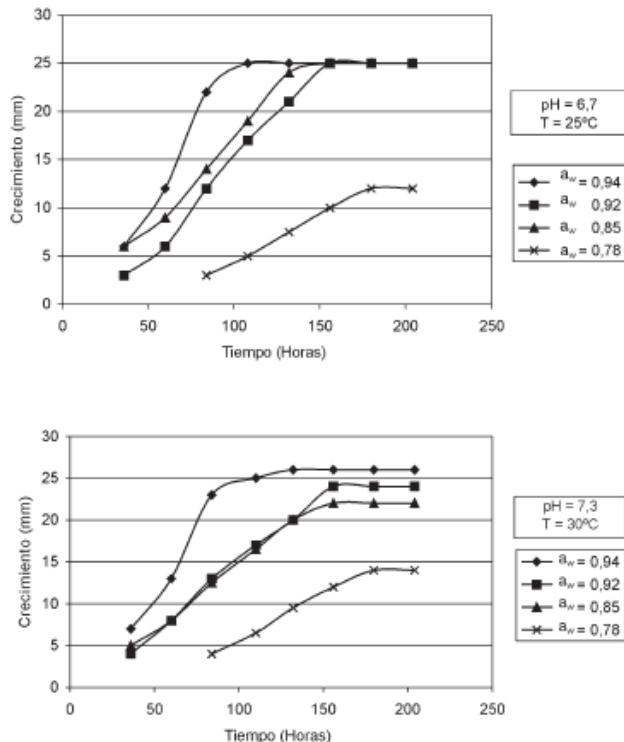 30
25
20
15
10
5
0
Crecimiento (mm)
0 50 100 150 200 250
Tiempo (Horas)
pH = 6,7
T = 25ºC
aw = 0,94
aw = 0,92
aw = 0,85
aw = 0,78
30
25
20
15
10
5
0
Crecimiento (mm)
0 50 100 150 200 250
Tiempo (Horas)
pH = 7,3
T = 30ºC
aw = 0,94
aw = 0,92
aw = 0,85
aw = 0,78